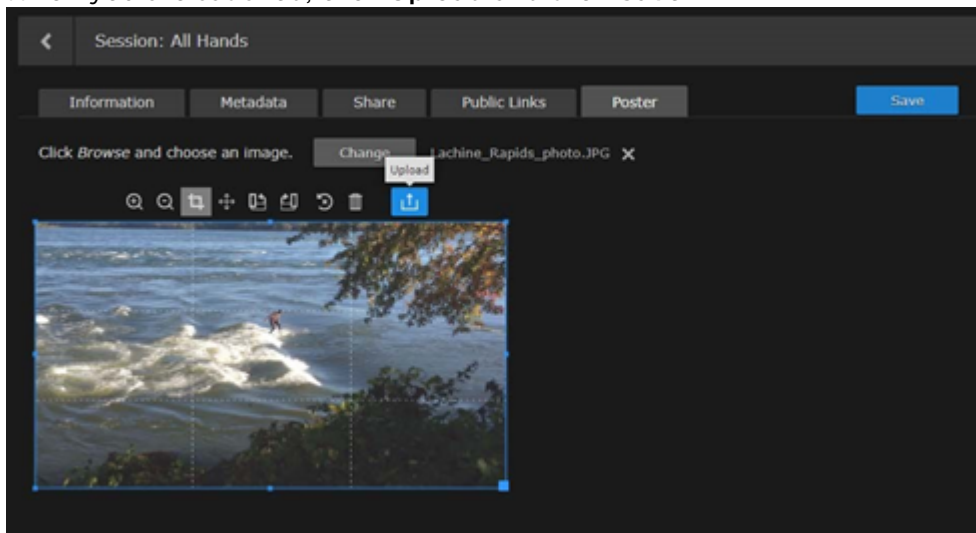 Session: All Hands
Information Metadata Share Public Links Poster Save
Click Browse and choose an image. Change Lachine_Rapids_photo.JPG
Upload